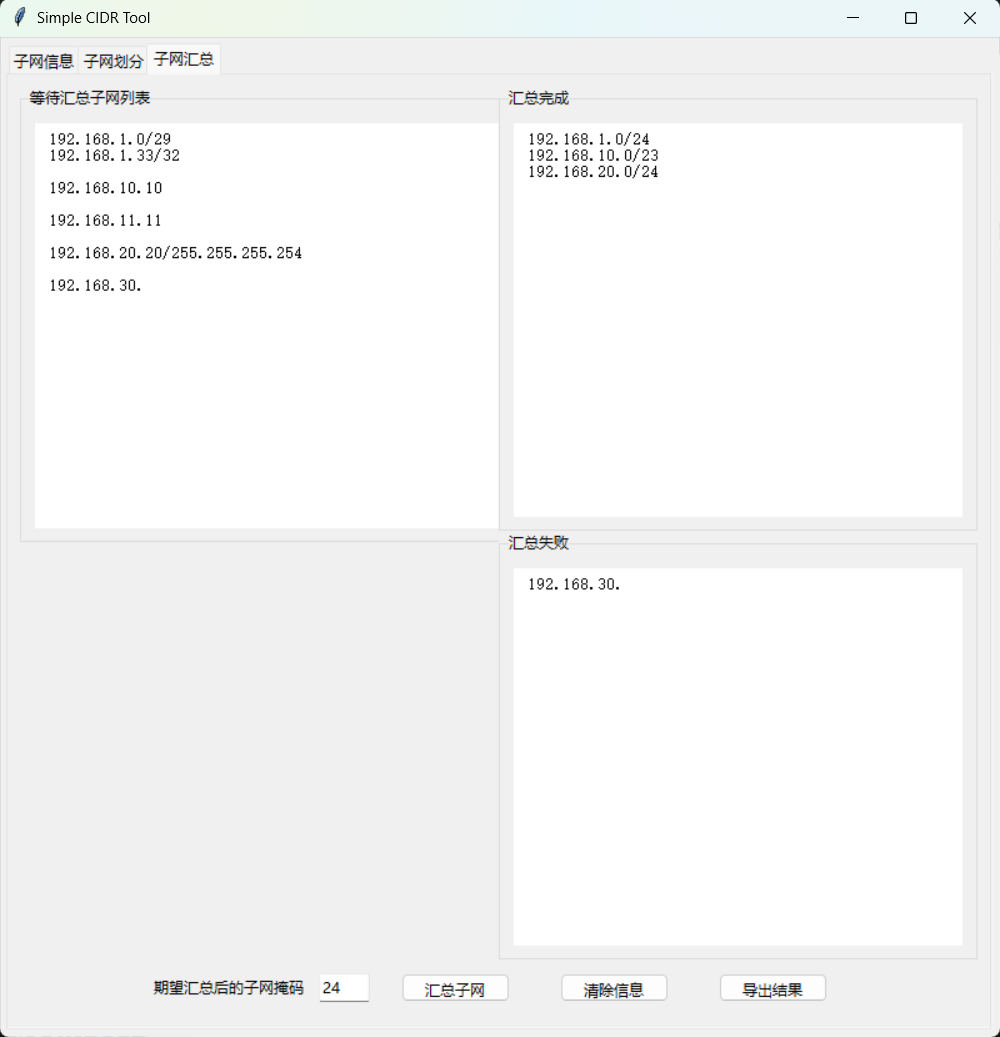 Simple CIDR Tool
子网信息 子网划分 子网汇总
等待汇总子网列表
192.168.1.0/29
192.168.1.33/32
192.168.10.10
192.168.11.11
192.168.20.20/255.255.255.254
192.168.30.
汇总完成
192.168.1.0/24
192.168.10.0/23
192.168.20.0/24
汇总失败
192.168.30.
期望汇总后的子网掩码 24 汇总子网 清除信息 导出结果